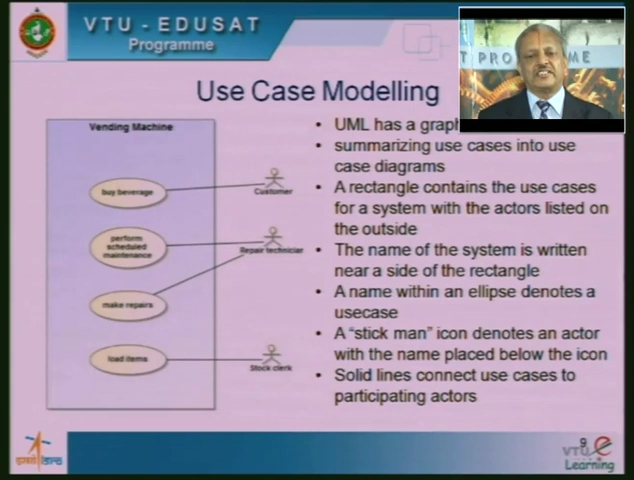 VTU - EDUSAT
Programme
T PROGRAMME
Use Case Modelling
Vending Machine
buy beverage
Customer
perform
scheduled
maintenance
Repair technician
make repairs
load items
Stock clerk
• UML has a graph
• summarizing use cases into use
case diagrams
• A rectangle contains the use cases
for a system with the actors listed on
the outside
• The name of the system is written
near a side of the rectangle
• A name within an ellipse denotes a
usecase
• A “stick man” icon denotes an actor
with the name placed below the icon
• Solid lines connect use cases to
participating actors
9
VTU e
Learning